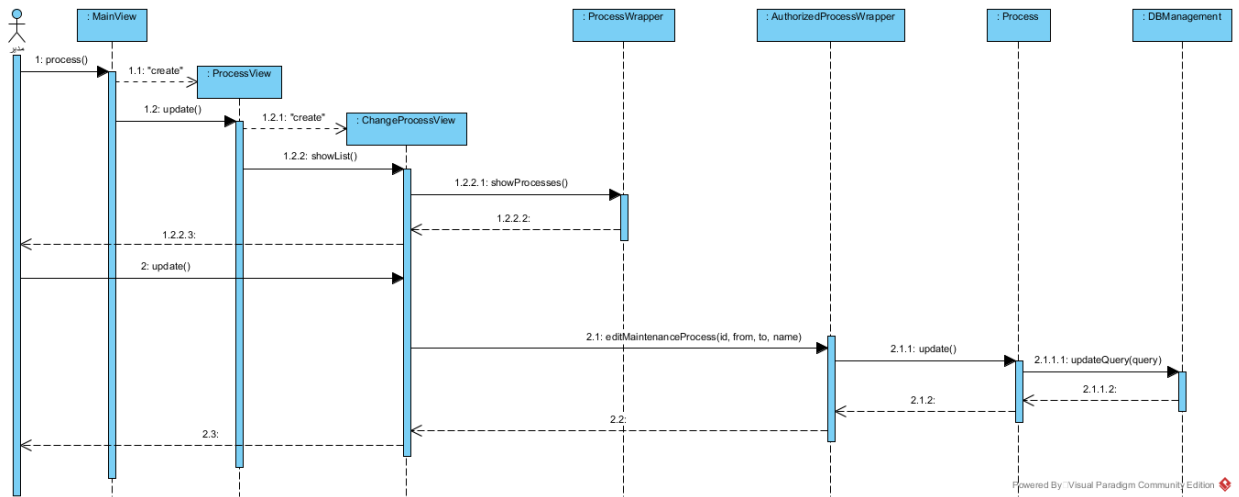 : MainView
: ProcessWrapper
: AuthorizedProcessWrapper
: Process
: DBManagement
مدیر
1: process()
1.1: "create"
: ProcessView
1.2: update()
1.2.1: "create"
: ChangeProcessView
1.2.2: showList()
1.2.2.1: showProcesses()
1.2.2.2:
1.2.2.3:
2: update()
2.1: editMaintenanceProcess(id, from, to, name)
2.1.1: update()
2.1.1.1: updateQuery(query)
2.1.1.2:
2.1.2:
2.2:
2.3:
Powered By Visual Paradigm Community Edition